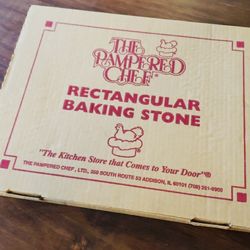 THE
PAMPERED
CHEF®
RECTANGULAR
BAKING STONE
"The Kitchen Store that Comes to Your Door"®
THE PAMPERED CHEF, LTD., 350 SOUTH ROUTE 53 ADDISON, IL 60101 (708) 261-8900